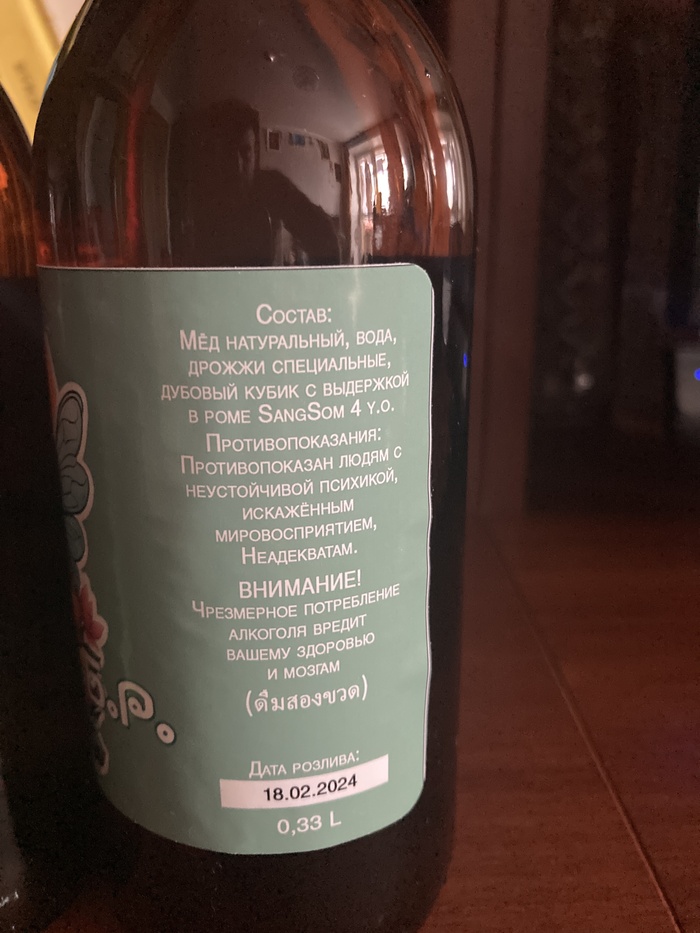 Состав:
Мёд натуральный, вода,
дрожжи специальные,
дубовый кубик с выдержкой
в роме SangSom 4 y.o.
Противопоказания:
Противопоказан людям с
неустойчивой психикой,
искажённым
мировосприятием,
Неадекватам.
ВНИМАНИЕ!
Чрезмерное потребление
алкоголя вредит
вашему здоровью
и мозгам
(ดื่มสองขวด)
Дата розлива:
18.02.2024
0,33 L